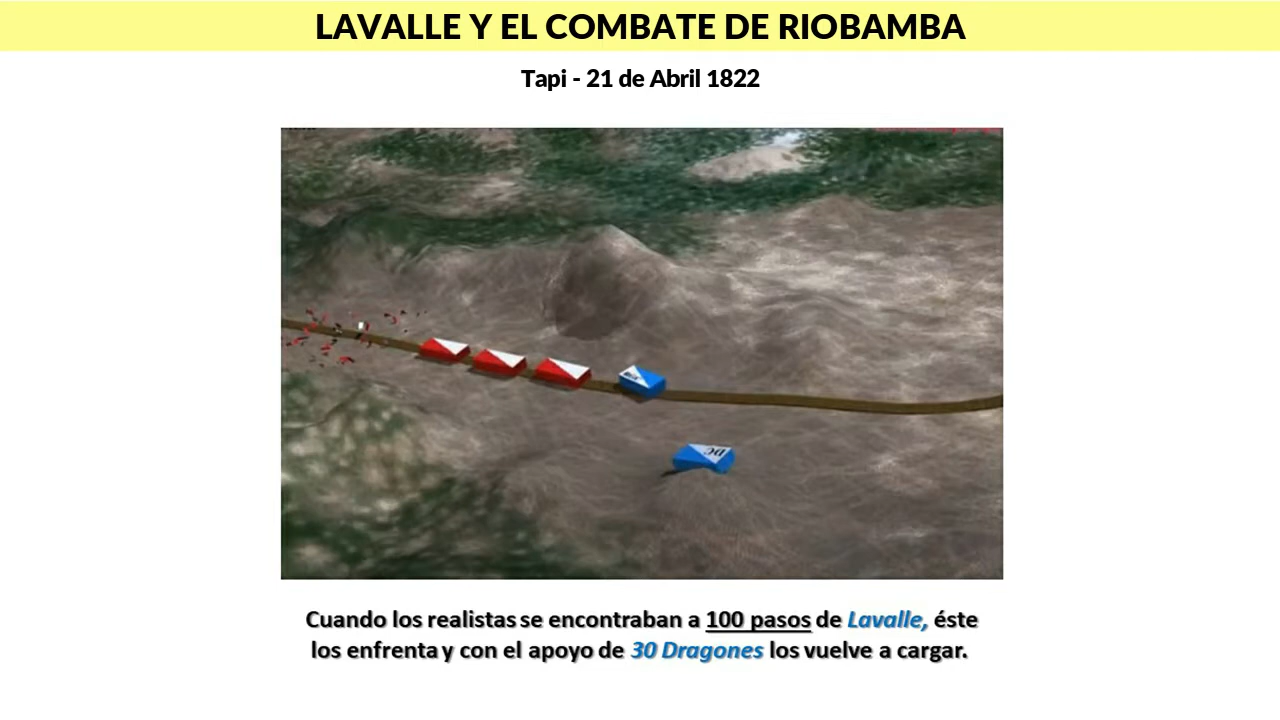 LAVALLE Y EL COMBATE DE RIOBAMBA
Tapi - 21 de Abril 1822
DC
Cuando los realistas se encontraban a 100 pasos de Lavalle, éste
los enfrenta y con el apoyo de 30 Dragones los vuelve a cargar.